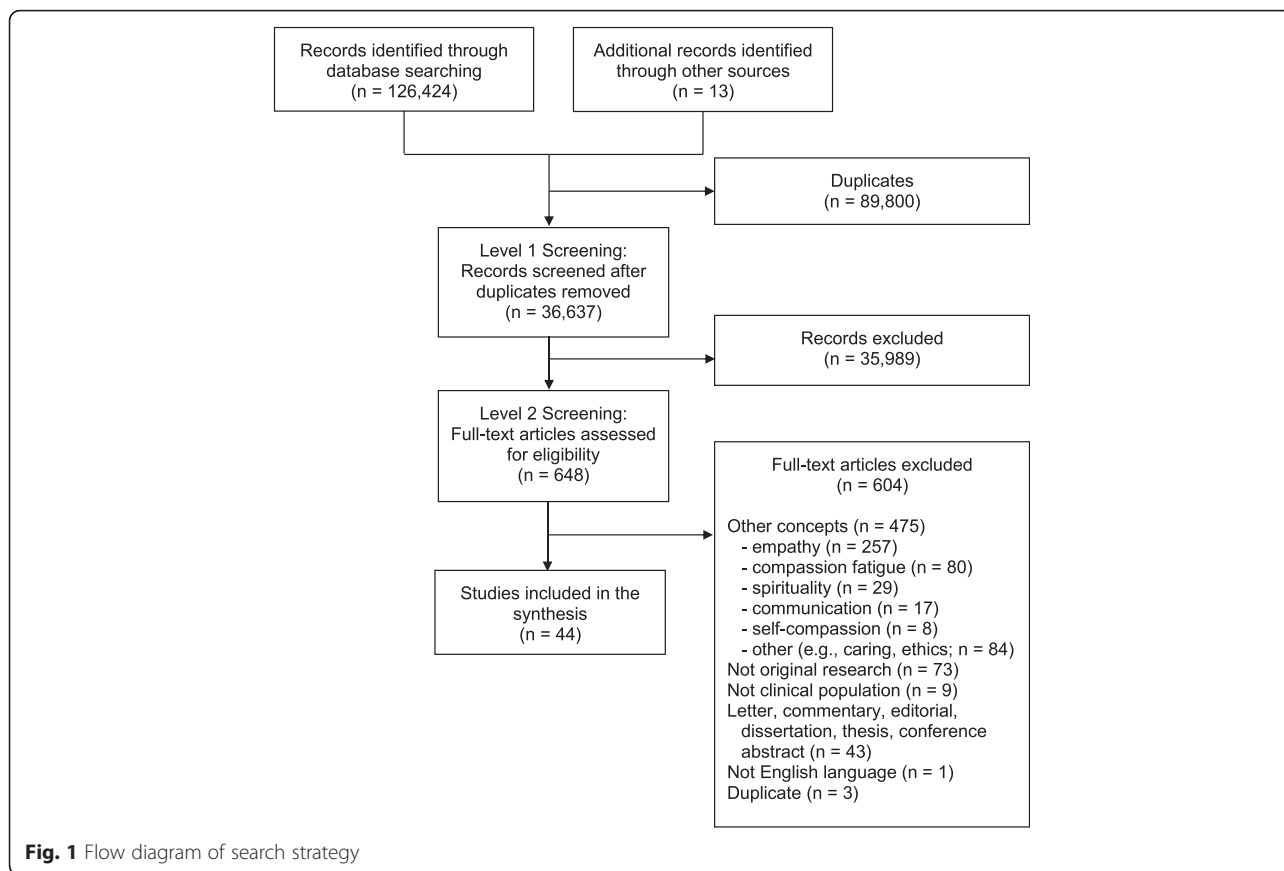 Records identified through
database searching
(n = 126,424)
Additional records identified
through other sources
(n = 13)
Duplicates
(n = 89,800)
Level 1 Screening:
Records screened after
duplicates removed
(n = 36,637)
Records excluded
(n = 35,989)
Level 2 Screening:
Full-text articles assessed
for eligibility
(n = 648)
Full-text articles excluded
(n = 604)
Other concepts (n = 475)
- empathy (n = 257)
- compassion fatigue (n = 80)
- spirituality (n = 29)
- communication (n = 17)
- self-compassion (n = 8)
- other (e.g., caring, ethics; n = 84)
Not original research (n = 73)
Not clinical population (n = 9)
Letter, commentary, editorial,
dissertation, thesis, conference
abstract (n = 43)
Not English language (n = 1)
Duplicate (n = 3)
Studies included in the
synthesis
(n = 44)
Fig. 1 Flow diagram of search strategy